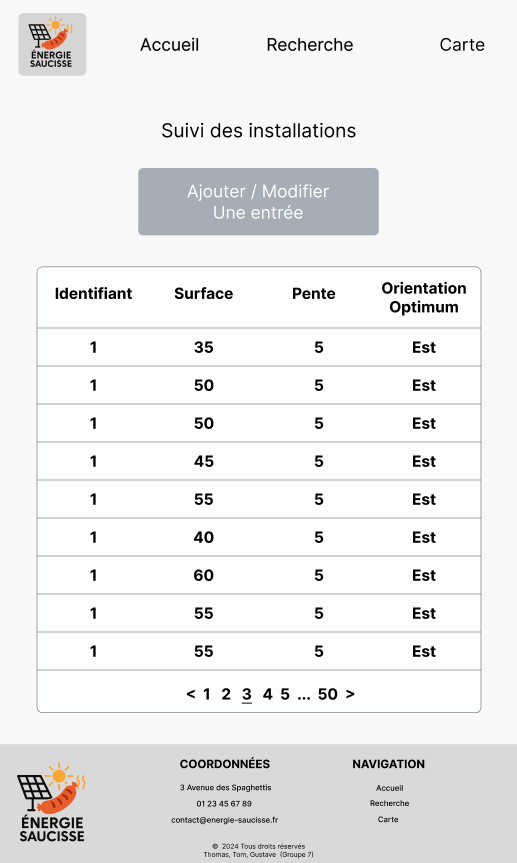 ÉNERGIE
SAUCISSE
Accueil Recherche Carte
Suivi des installations
Ajouter / Modifier
Une entrée
Identifiant Surface Pente Orientation
Optimum
1 35 5 Est
1 50 5 Est
1 50 5 Est
1 45 5 Est
1 55 5 Est
1 40 5 Est
1 60 5 Est
1 55 5 Est
1 55 5 Est
< 1 2 3 4 5 ... 50 >
ÉNERGIE
SAUCISSE
COORDONNÉES
3 Avenue des Spaghettis
01 23 45 67 89
contact@energie-saucisse.fr
NAVIGATION
Accueil
Recherche
Carte
© 2024 Tous droits réservés
Thomas, Tom, Gustave (Groupe 7)